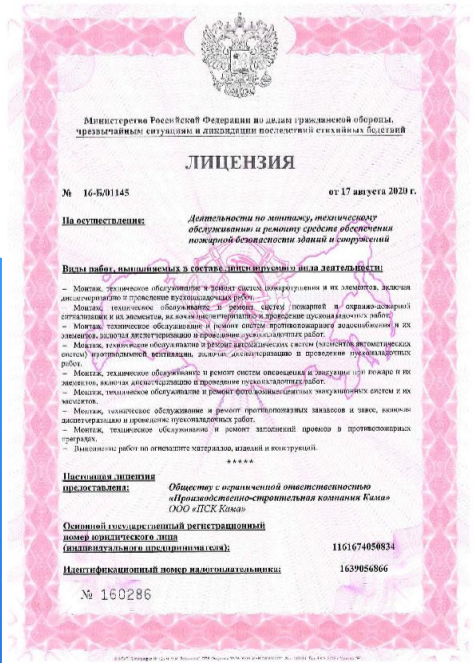 Министерство Российской Федерации по делам гражданской обороны,
чрезвычайным ситуациям и ликвидации последствий стихийных бедствий
ЛИЦЕНЗИЯ
№ 16-Б/01145
от 17 августа 2020 г.
На осуществление:
Деятельности по монтажу, техническому
обслуживанию и ремонту средств обеспечения
пожарной безопасности зданий и сооружений
Виды работ, выполняемых в составе лицензируемого вида деятельности:
– Монтаж, техническое обслуживание и ремонт систем пожаротушения и их элементов, включая
диспетчеризацию и проведение пусконаладочных работ.
– Монтаж, техническое обслуживание и ремонт систем пожарной и охранно-пожарной
сигнализации и их элементов, включая диспетчеризацию и проведение пусконаладочных работ.
– Монтаж, техническое обслуживание и ремонт систем противопожарного водоснабжения и их
элементов, включая диспетчеризацию и проведение пусконаладочных работ.
– Монтаж, техническое обслуживание и ремонт автоматических систем (элементов автоматических
систем) противодымной вентиляции, включая диспетчеризацию и проведение пусконаладочных
работ.
– Монтаж, техническое обслуживание и ремонт систем оповещения и эвакуации при пожаре и их
элементов, включая диспетчеризацию и проведение пусконаладочных работ.
– Монтаж, техническое обслуживание и ремонт фотолюминесцентных эвакуационных систем и их
элементов.
– Монтаж, техническое обслуживание и ремонт противопожарных занавесов и завес, включая
диспетчеризацию и проведение пусконаладочных работ.
– Монтаж, техническое обслуживание и ремонт заполнений проемов в противопожарных
преградах.
– Выполнение работ по огнезащите материалов, изделий и конструкций.
*****
Настоящая лицензия
предоставлена:
Обществу с ограниченной ответственностью
«Производственно-строительная компания Кама»
ООО «ПСК Кама»
Основной государственный регистрационный
номер юридического лица
(индивидуального предпринимателя):
1161674050834
Идентификационный номер налогоплательщика:
1639056866
№ 160286